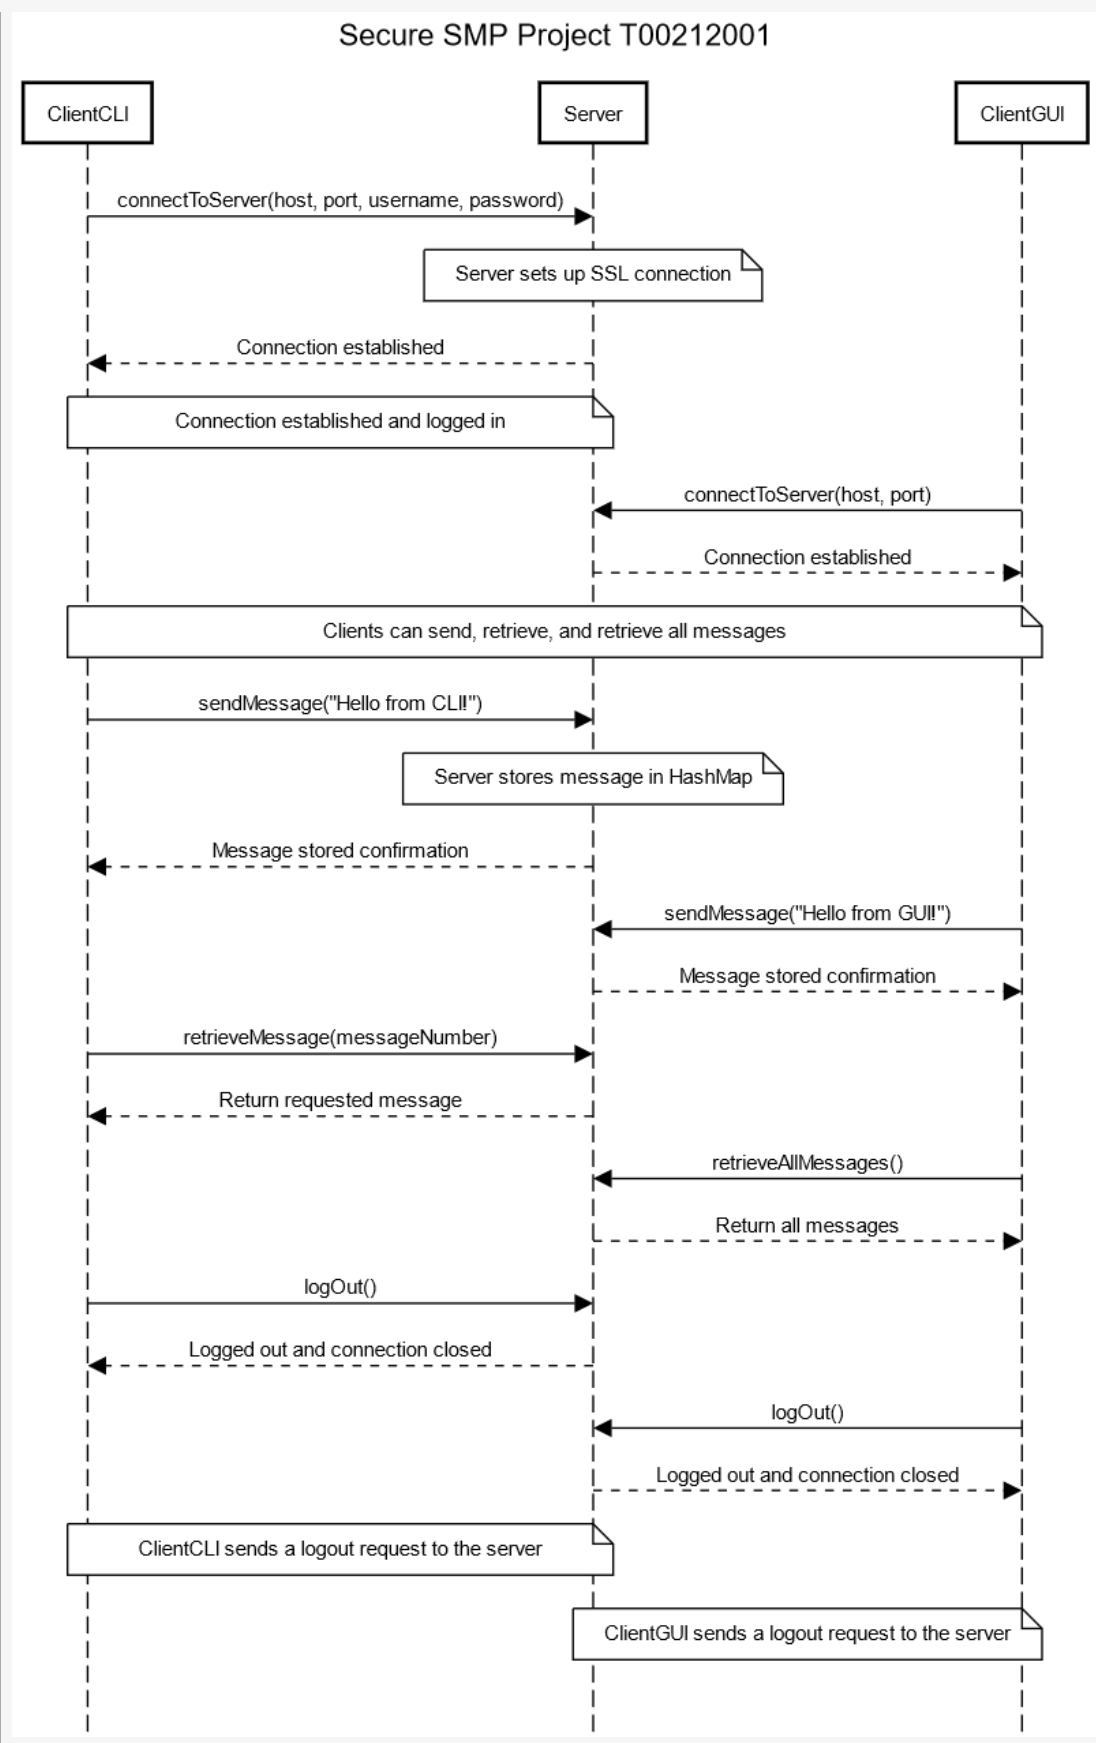 Secure SMP Project T00212001
ClientCLI
Server
ClientGUI
connectToServer(host, port, username, password)
Server sets up SSL connection
Connection established
Connection established and logged in
connectToServer(host, port)
Connection established
Clients can send, retrieve, and retrieve all messages
sendMessage("Hello from CLI!")
Server stores message in HashMap
Message stored confirmation
sendMessage("Hello from GUI!")
Message stored confirmation
retrieveMessage(messageNumber)
Return requested message
retrieveAllMessages()
Return all messages
logOut()
Logged out and connection closed
logOut()
Logged out and connection closed
ClientCLI sends a logout request to the server
ClientGUI sends a logout request to the server